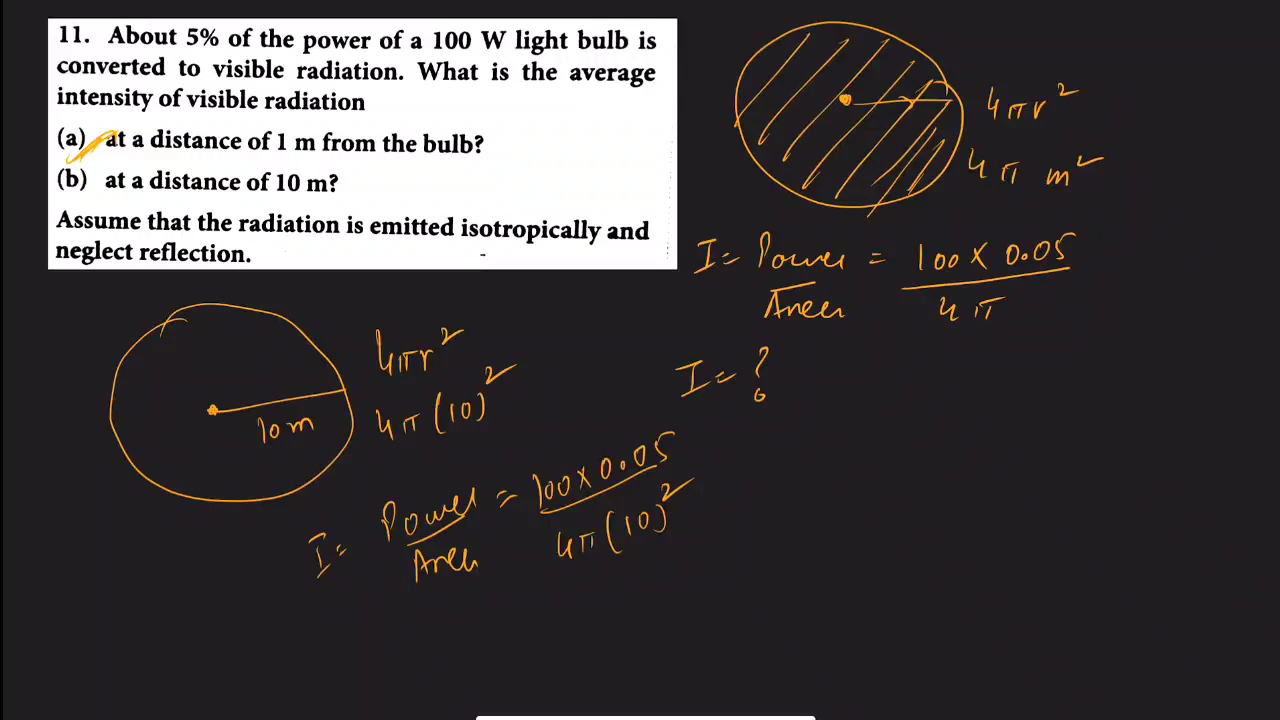 11. About 5% of the power of a 100 W light bulb is
converted to visible radiation. What is the average
intensity of visible radiation
(a) at a distance of 1 m from the bulb?
(b) at a distance of 10 m?
Assume that the radiation is emitted isotropically and
neglect reflection.
4πr²
4π m²
I = Power / Area = 100 × 0.05 / 4π
I = ?
10m
4πr²
4π(10)²
I = Power / Area = 100 × 0.05 / 4π(10)²